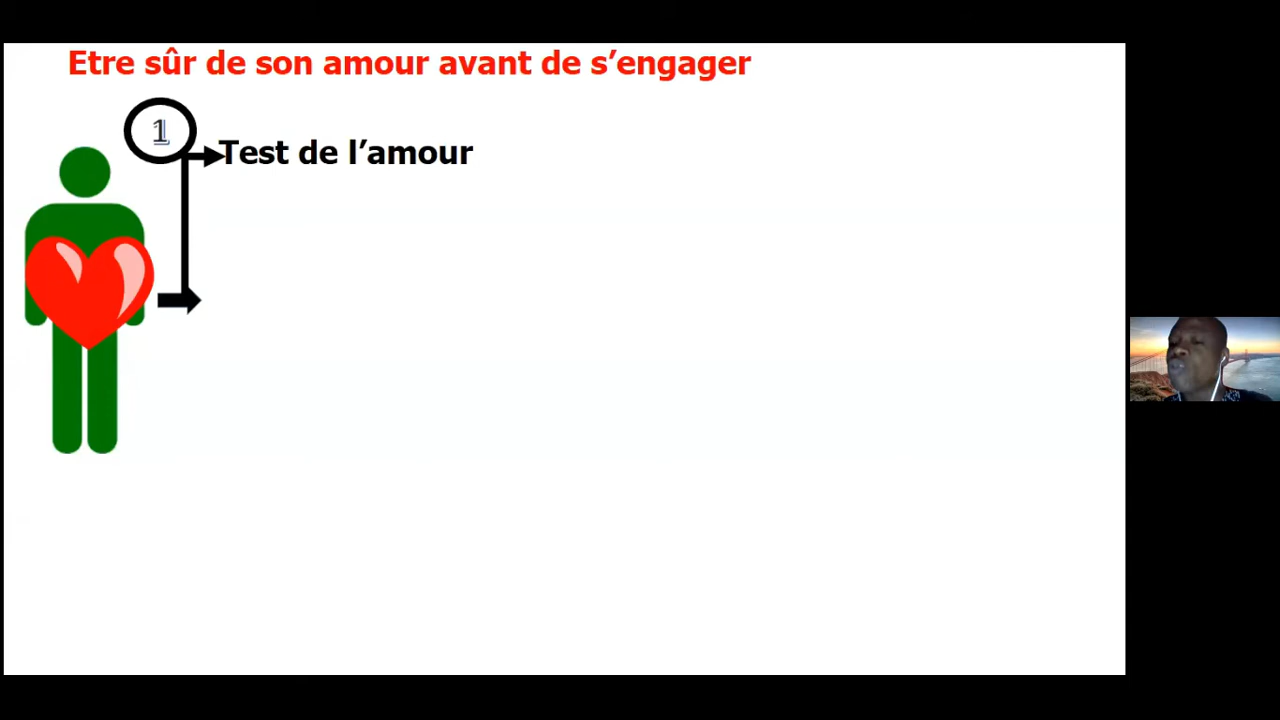 Etre sûr de son amour avant de s’engager
1
Test de l’amour